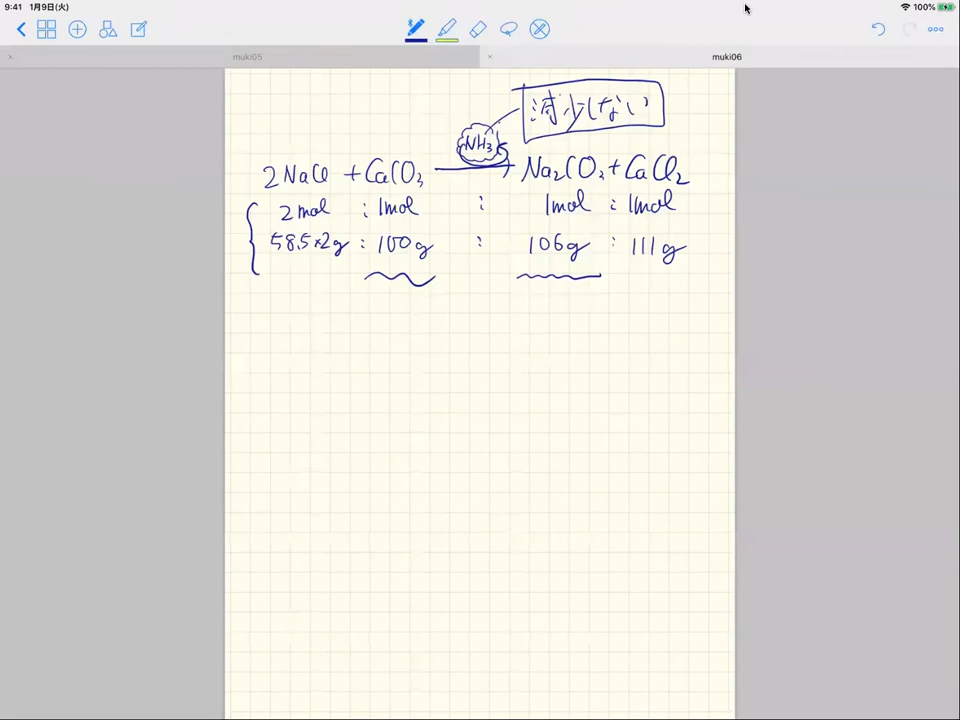 9:41 1月9日(火) 100%
muki05 muki06
減少しない
NH₃
2NaCl + CaCO₃ → Na₂CO₃ + CaCl₂
2mol : 1mol : 1mol : 1mol
58.5×2g : 100g : 106g : 111g